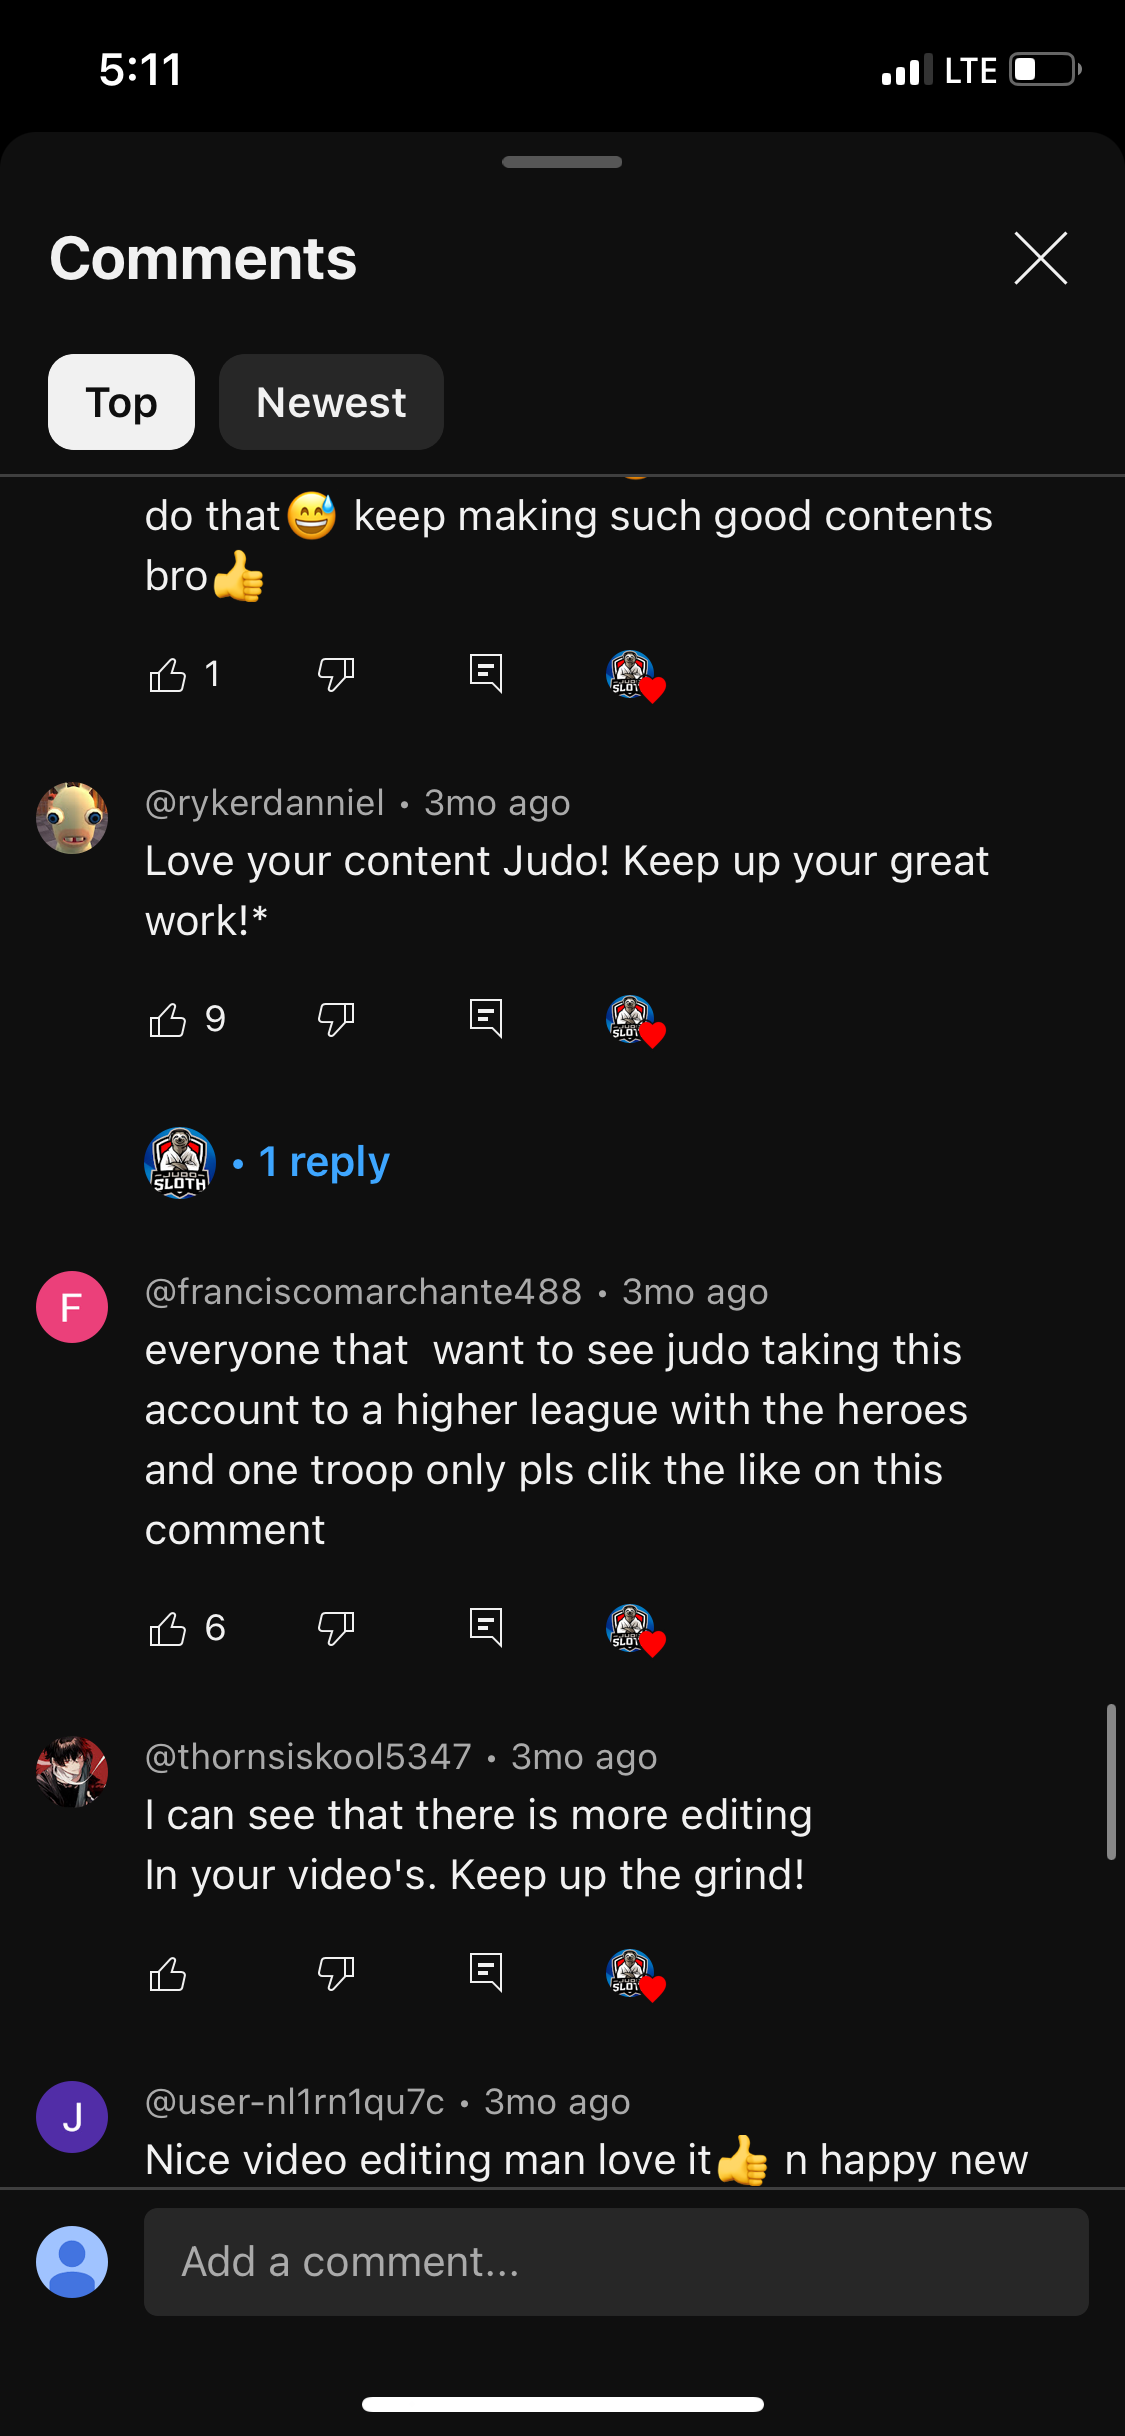 5:11
LTE
Comments
Top
Newest
do that😅 keep making such good contents
bro👍
1
@rykerdanniel • 3mo ago
Love your content Judo! Keep up your great
work!*
9
JUDO
SLOTH
• 1 reply
F
@franciscomarchante488 • 3mo ago
everyone that  want to see judo taking this
account to a higher league with the heroes
and one troop only pls clik the like on this
comment
6
@thornsiskool5347 • 3mo ago
I can see that there is more editing
In your video's. Keep up the grind!
J
@user-nl1rn1qu7c • 3mo ago
Nice video editing man love it👍 n happy new
Add a comment...